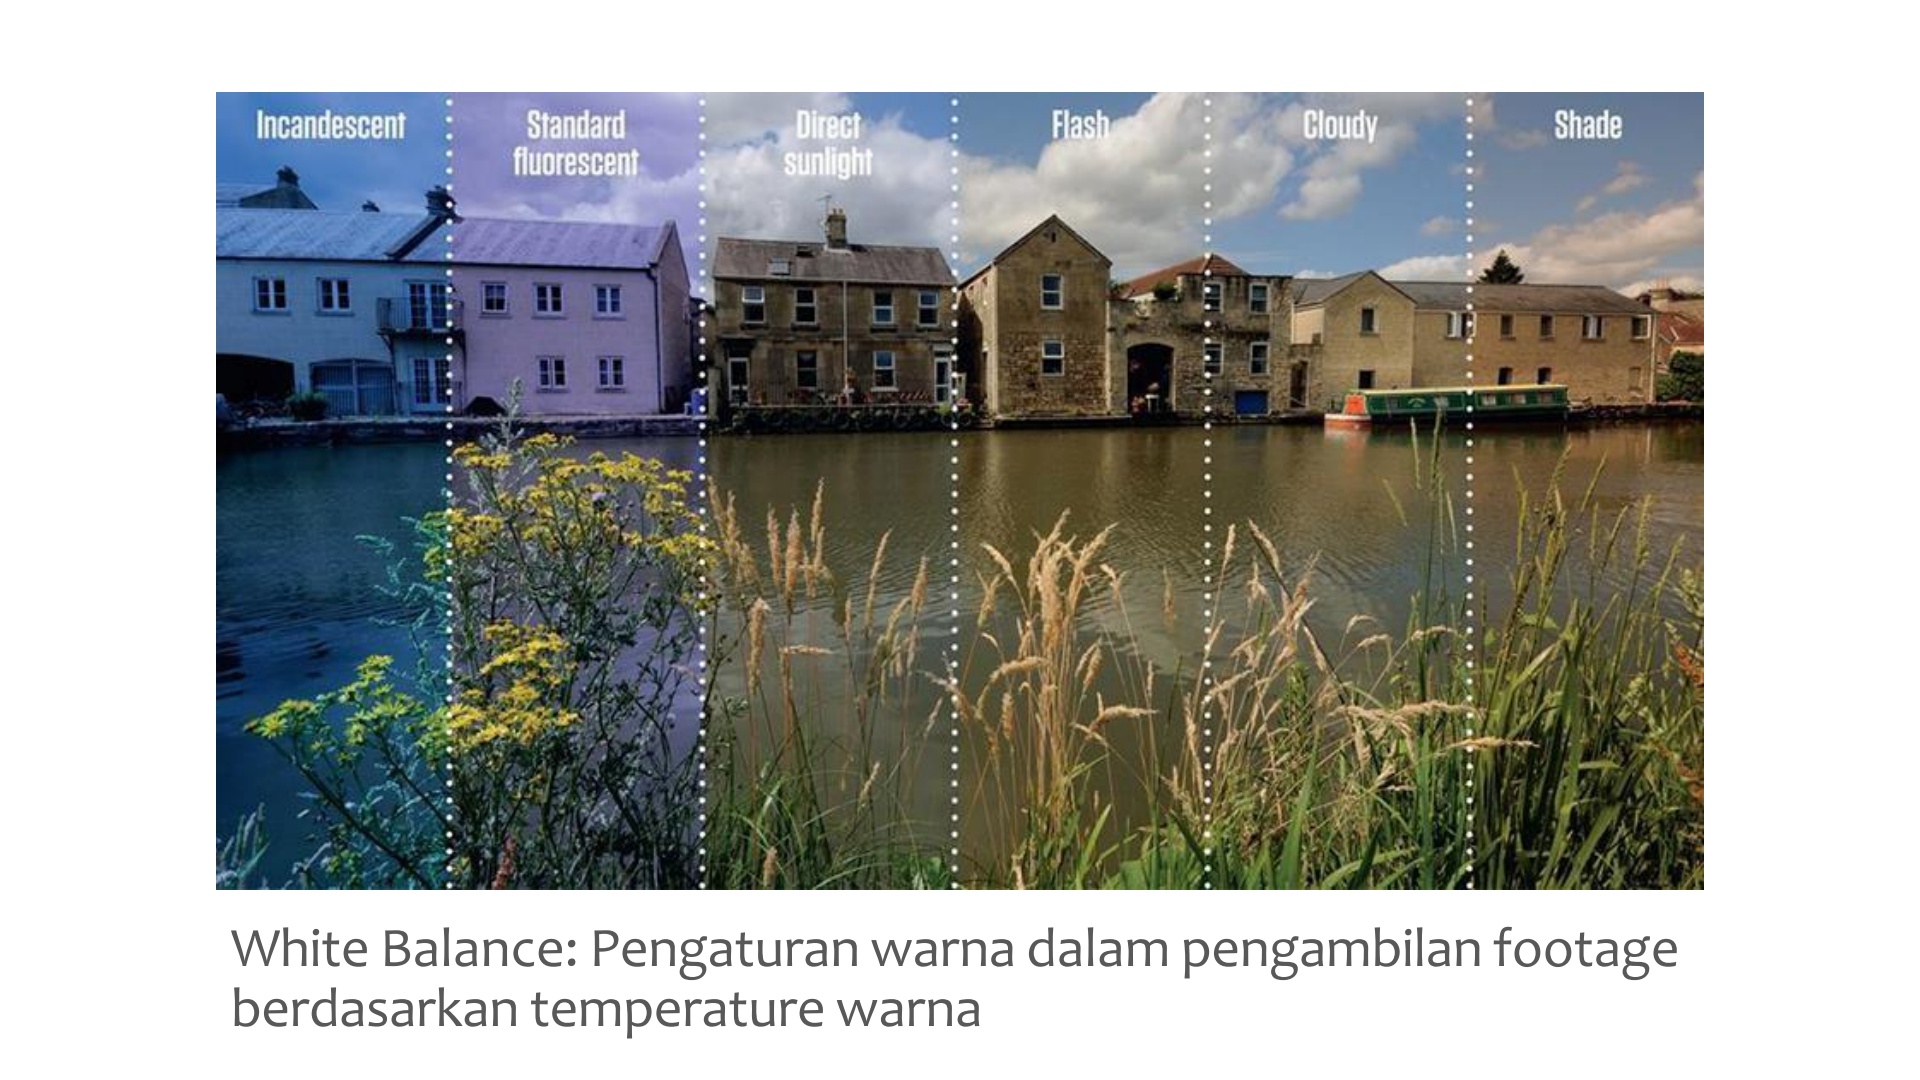 Incandescent
Standard
fluorescent
Direct
sunlight
Flash
Cloudy
Shade
White Balance: Pengaturan warna dalam pengambilan footage
berdasarkan temperature warna